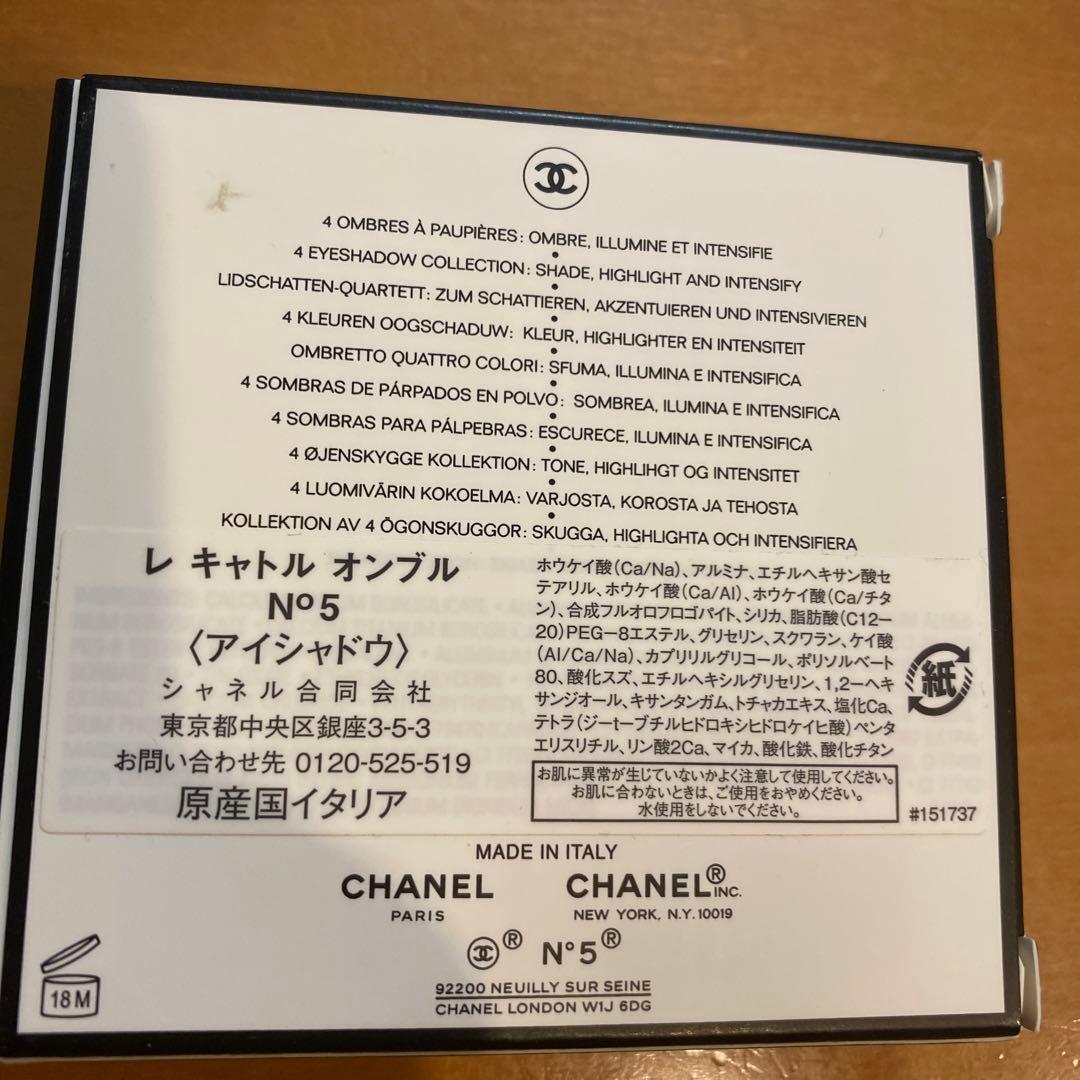 4 OMBRES À PAUPIÈRES: OMBRE, ILLUMINE ET INTENSIFIE
4 EYESHADOW COLLECTION: SHADE, HIGHLIGHT AND INTENSIFY
LIDSCHATTEN-QUARTETT: ZUM SCHATTIEREN, AKZENTUIEREN UND INTENSIVIEREN
4 KLEUREN OOGSCHADUW: KLEUR, HIGHLIGHTER EN INTENSITEIT
OMBRETTO QUATTRO COLORI: SFUMA, ILLUMINA E INTENSIFICA
4 SOMBRAS DE PÁRPADOS EN POLVO: SOMBREA, ILUMINA E INTENSIFICA
4 SOMBRAS PARA PÁLPEBRAS: ESCURECE, ILUMINA E INTENSIFICA
4 ØJENSKYGGE KOLLEKTION: TONE, HIGHLIHGT OG INTENSITET
4 LUOMIVÄRIN KOKOELMA: VARJOSTA, KOROSTA JA TEHOSTA
KOLLEKTION AV 4 ÖGONSKUGGOR: SKUGGA, HIGHLIGHTA OCH INTENSIFIERA
レ キャトル オンブル
Nº5
〈アイシャドウ〉
シャネル合同会社
東京都中央区銀座3-5-3
お問い合わせ先 0120-525-519
原産国イタリア
ホウケイ酸(Ca/Na)、アルミナ、エチルヘキサン酸セ
テアリル、ホウケイ酸(Ca/Al)、ホウケイ酸(Ca/チタ
ン)、合成フルオロフロゴパイト、シリカ、脂肪酸(C12-
20)PEG-8エステル、グリセリン、スクワラン、ケイ酸
(Al/Ca/Na)、カプリリルグリコール、ポリソルベート
80、酸化スズ、エチルヘキシルグリセリン、1,2-ヘキ
サンジオール、キサンタンガム、トチャカエキス、塩化Ca、
テトラ(ジ-t-ブチルヒドロキシヒドロケイヒ酸)ペンタ
エリスリチル、リン酸2Ca、マイカ、酸化鉄、酸化チタン
お肌に異常が生じていないかよく注意して使用してください。
お肌に合わないときは、ご使用をおやめください。
水使用をしないでください。
紙
#151737
MADE IN ITALY
CHANEL
PARIS
CHANEL® INC.
NEW YORK, N.Y. 10019
® N°5®
92200 NEUILLY SUR SEINE
CHANEL LONDON W1J 6DG
18M